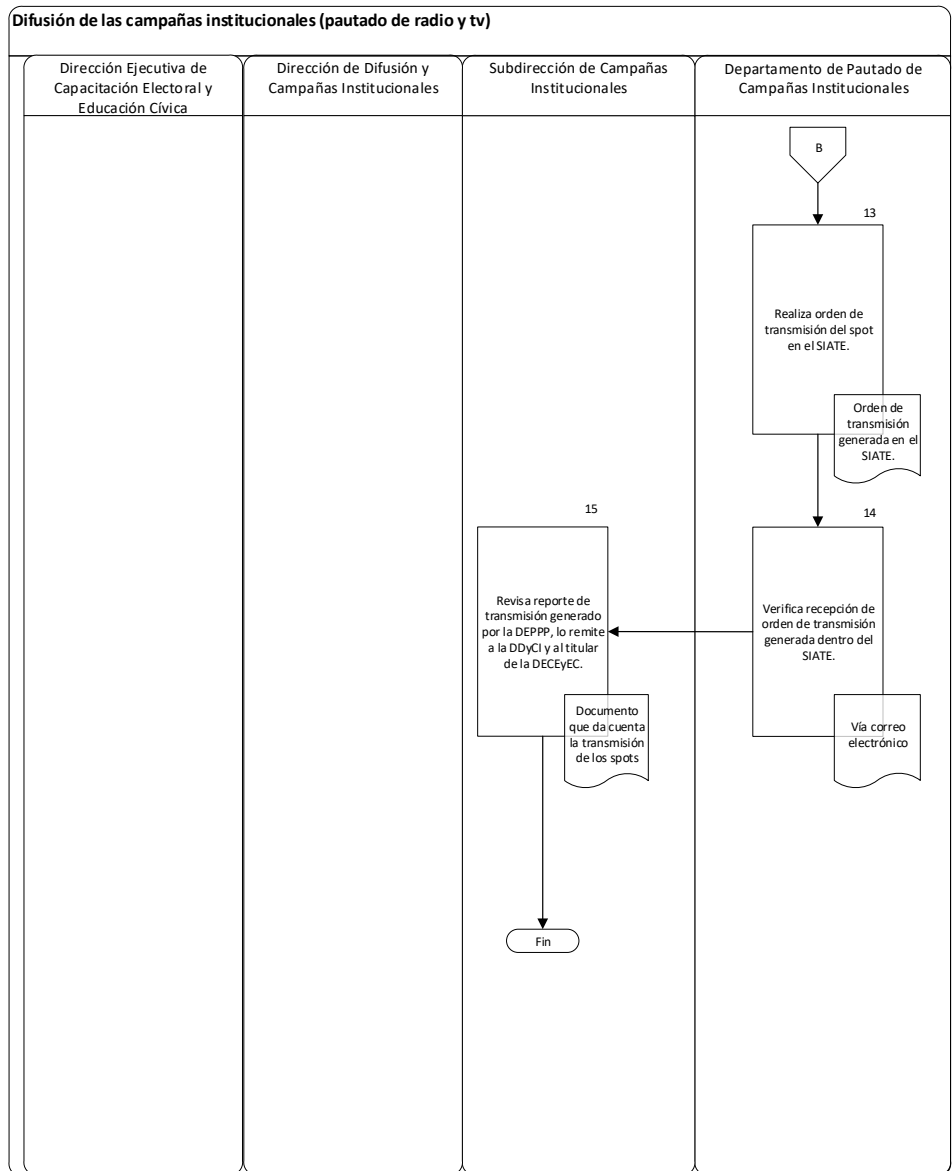 Difusión de las campañas institucionales (pautado de radio y tv)
Dirección Ejecutiva de
Capacitación Electoral y
Educación Cívica
Dirección de Difusión y
Campañas Institucionales
Subdirección de Campañas
Institucionales
Departamento de Pautado de
Campañas Institucionales
B
13
Realiza orden de
transmisión del spot
en el SIATE.
Orden de
transmisión
generada en el
SIATE.
14
Verifica recepción de
orden de transmisión
generada dentro del
SIATE.
Vía correo
electrónico
15
Revisa reporte de
transmisión generado
por la DEPPP, lo remite
a la DDyCI y al titular
de la DECEyEC.
Documento
que da cuenta
la transmisión
de los spots
Fin